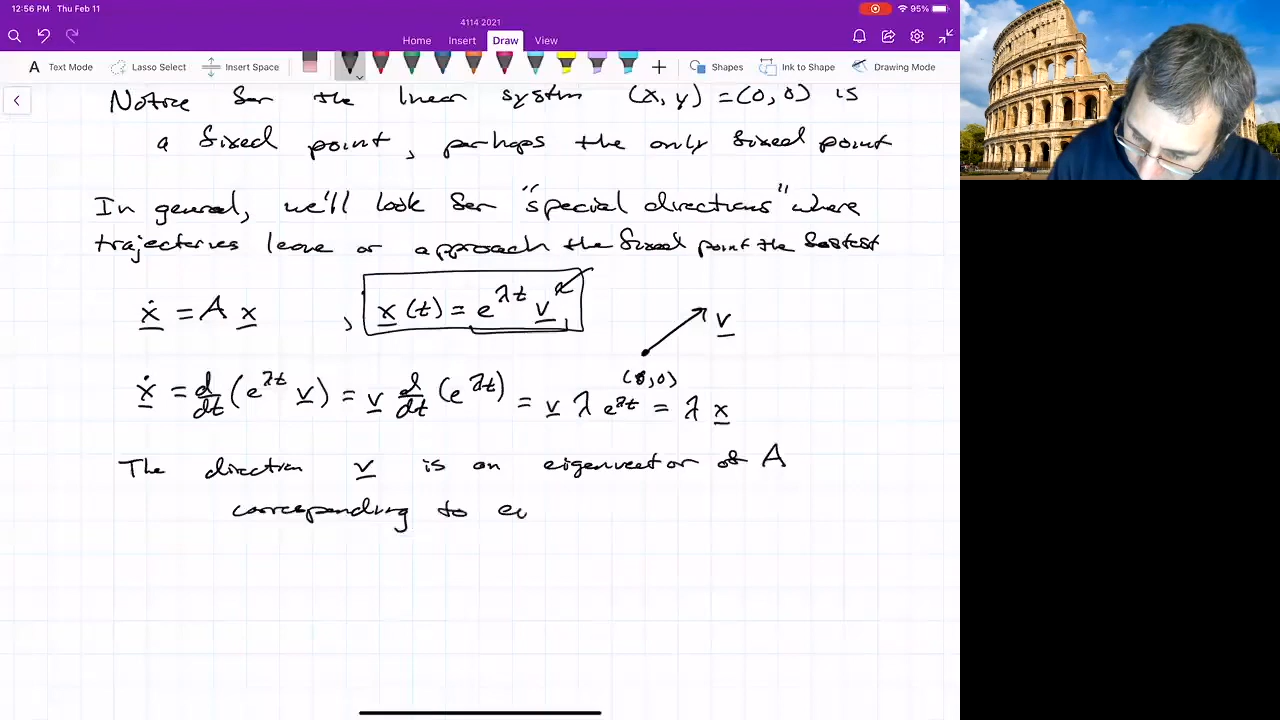 12:56 PM Thu Feb 11
95%
4114 2021
Home Insert Draw View
Text Mode Lasso Select Insert Space Shapes Ink to Shape Drawing Mode
Notice for the linear system (x, y) = (0, 0) is
a fixed point, perhaps the only fixed point
In general, we'll look for "special directions" where
trajectories leave or approach the fixed point the fastest
ẋ = A x , x(t) = e^{λt} v
v
(0,0)
ẋ = d/dt (e^{λt} v) = v d/dt (e^{λt}) = v λ e^{λt} = λ x
The direction v is an eigenvector of A
corresponding to